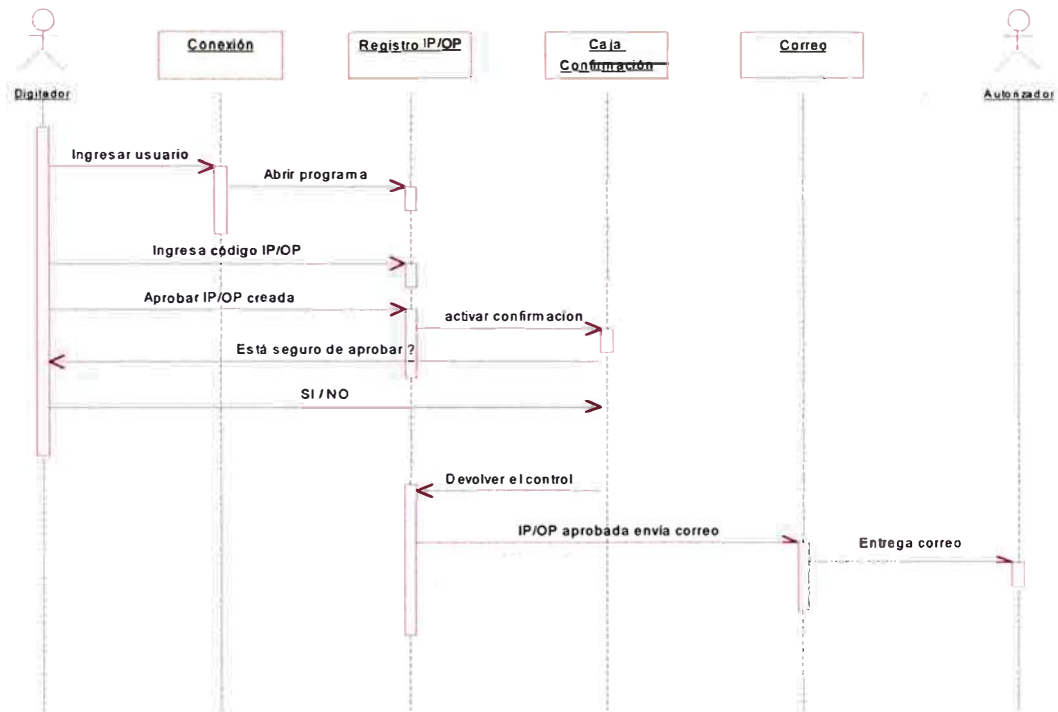 Conexión
Registro IP/OP
Caja
Confirmación
Correo
Digitador
Autorizador
Ingresar usuario
Abrir programa
Ingresa código IP/OP
Aprobar IP/OP creada
activar confirmacion
Está seguro de aprobar ?
SI / NO
Devolver el control
IP/OP aprobada envía correo
Entrega correo